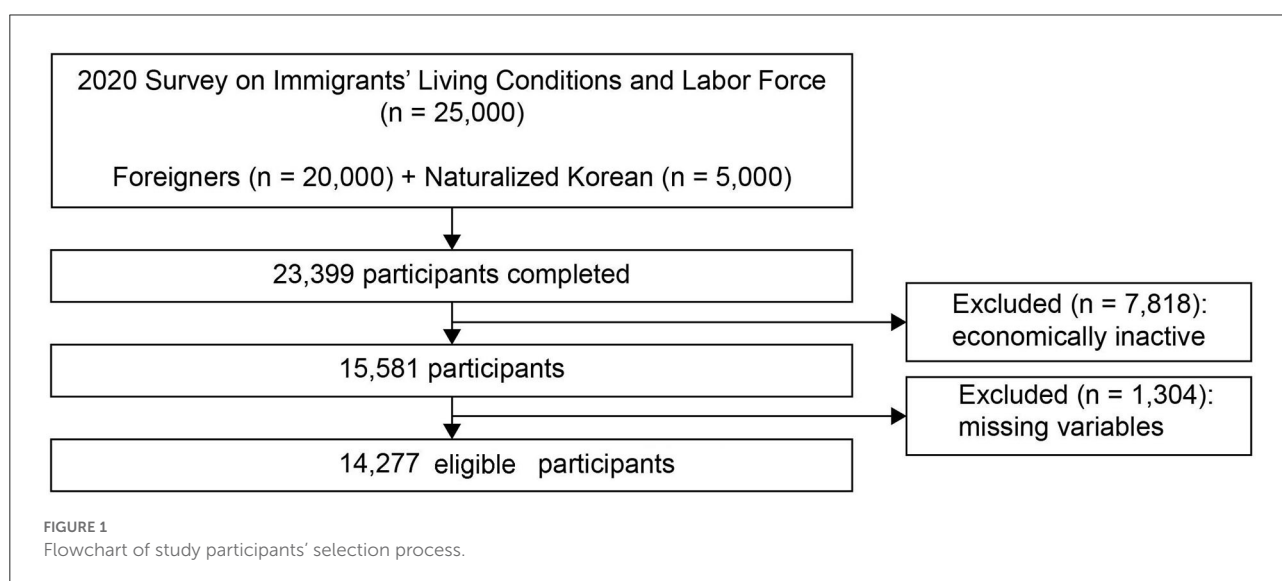 2020 Survey on Immigrants’ Living Conditions and Labor Force
(n = 25,000)
Foreigners (n = 20,000) + Naturalized Korean (n = 5,000)
23,399 participants completed
Excluded (n = 7,818):
economically inactive
15,581 participants
Excluded (n = 1,304):
missing variables
14,277 eligible participants
FIGURE 1
Flowchart of study participants’ selection process.